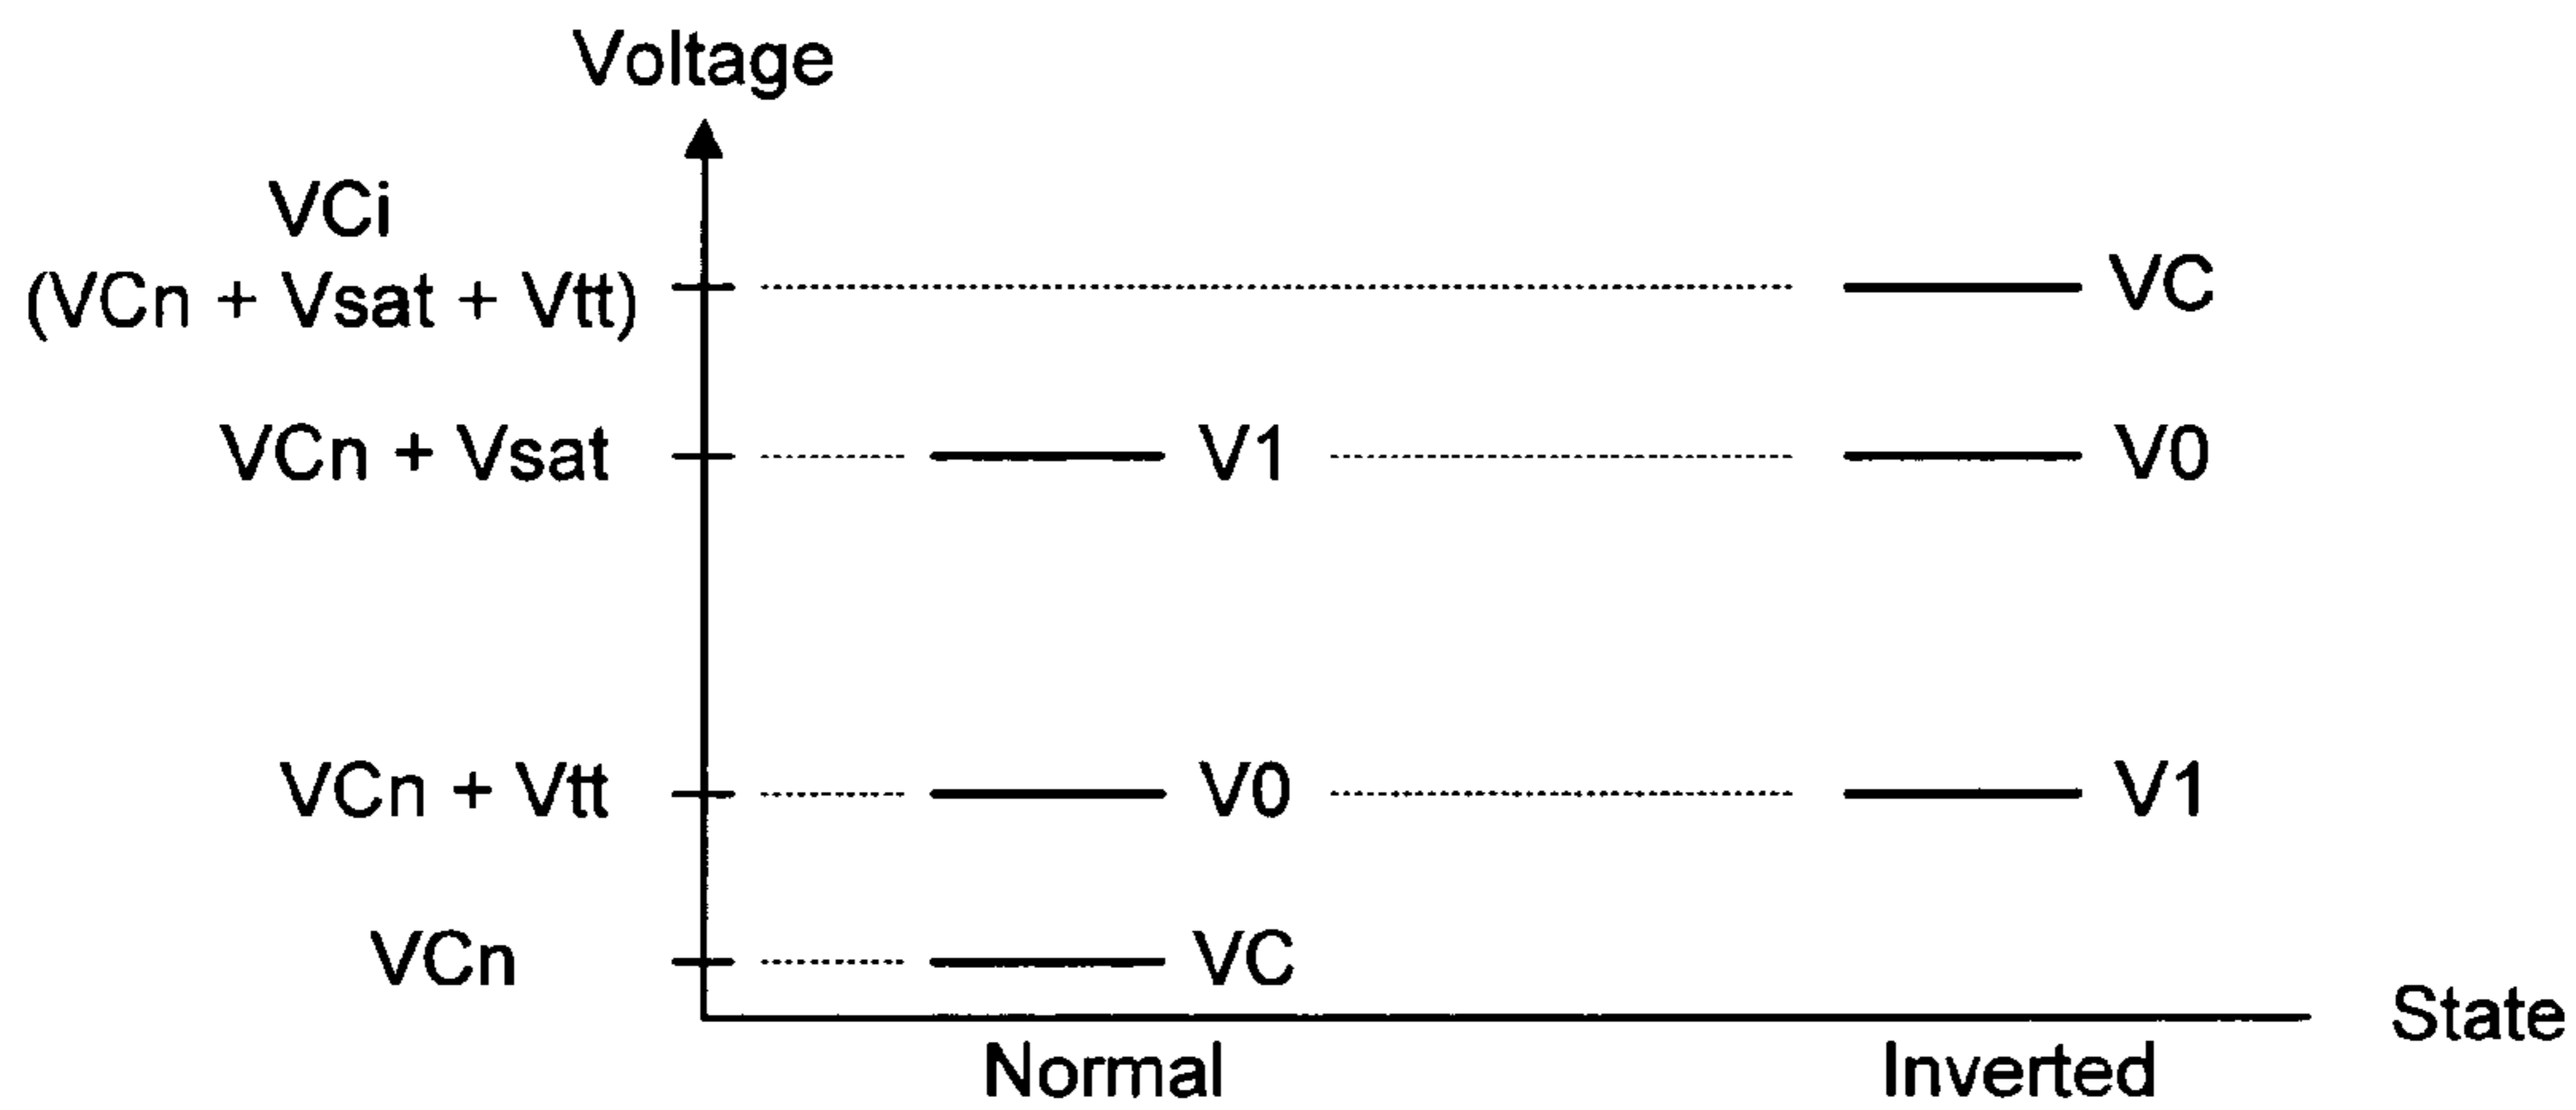 Voltage
VCi
(VCn + Vsat + Vtt)
VC
VCn + Vsat
V1
V0
VCn + Vtt
V0
V1
VCn
VC
State
Normal
Inverted